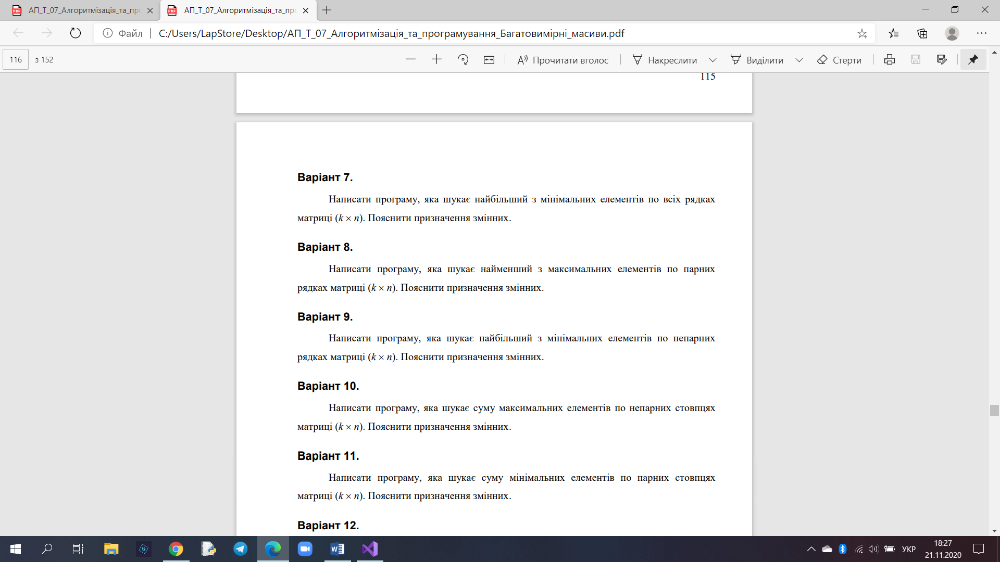 АП_Т_07_Алгоритмізація_та_пр
АП_Т_07_Алгоритмізація_та_пр
Файл | C:/Users/LapStore/Desktop/АП_Т_07_Алгоритмізація_та_програмування_Багатовимірні_масиви.pdf
116 з 152 Прочитати вголос Накреслити Виділити Стерти
115
Варіант 7.
Написати програму, яка шукає найбільший з мінімальних елементів по всіх рядках
матриці (k × n). Пояснити призначення змінних.
Варіант 8.
Написати програму, яка шукає найменший з максимальних елементів по парних
рядках матриці (k × n). Пояснити призначення змінних.
Варіант 9.
Написати програму, яка шукає найбільший з мінімальних елементів по непарних
рядках матриці (k × n). Пояснити призначення змінних.
Варіант 10.
Написати програму, яка шукає суму максимальних елементів по непарних стовпцях
матриці (k × n). Пояснити призначення змінних.
Варіант 11.
Написати програму, яка шукає суму мінімальних елементів по парних стовпцях
матриці (k × n). Пояснити призначення змінних.
Варіант 12.
УКР
18:27
21.11.2020